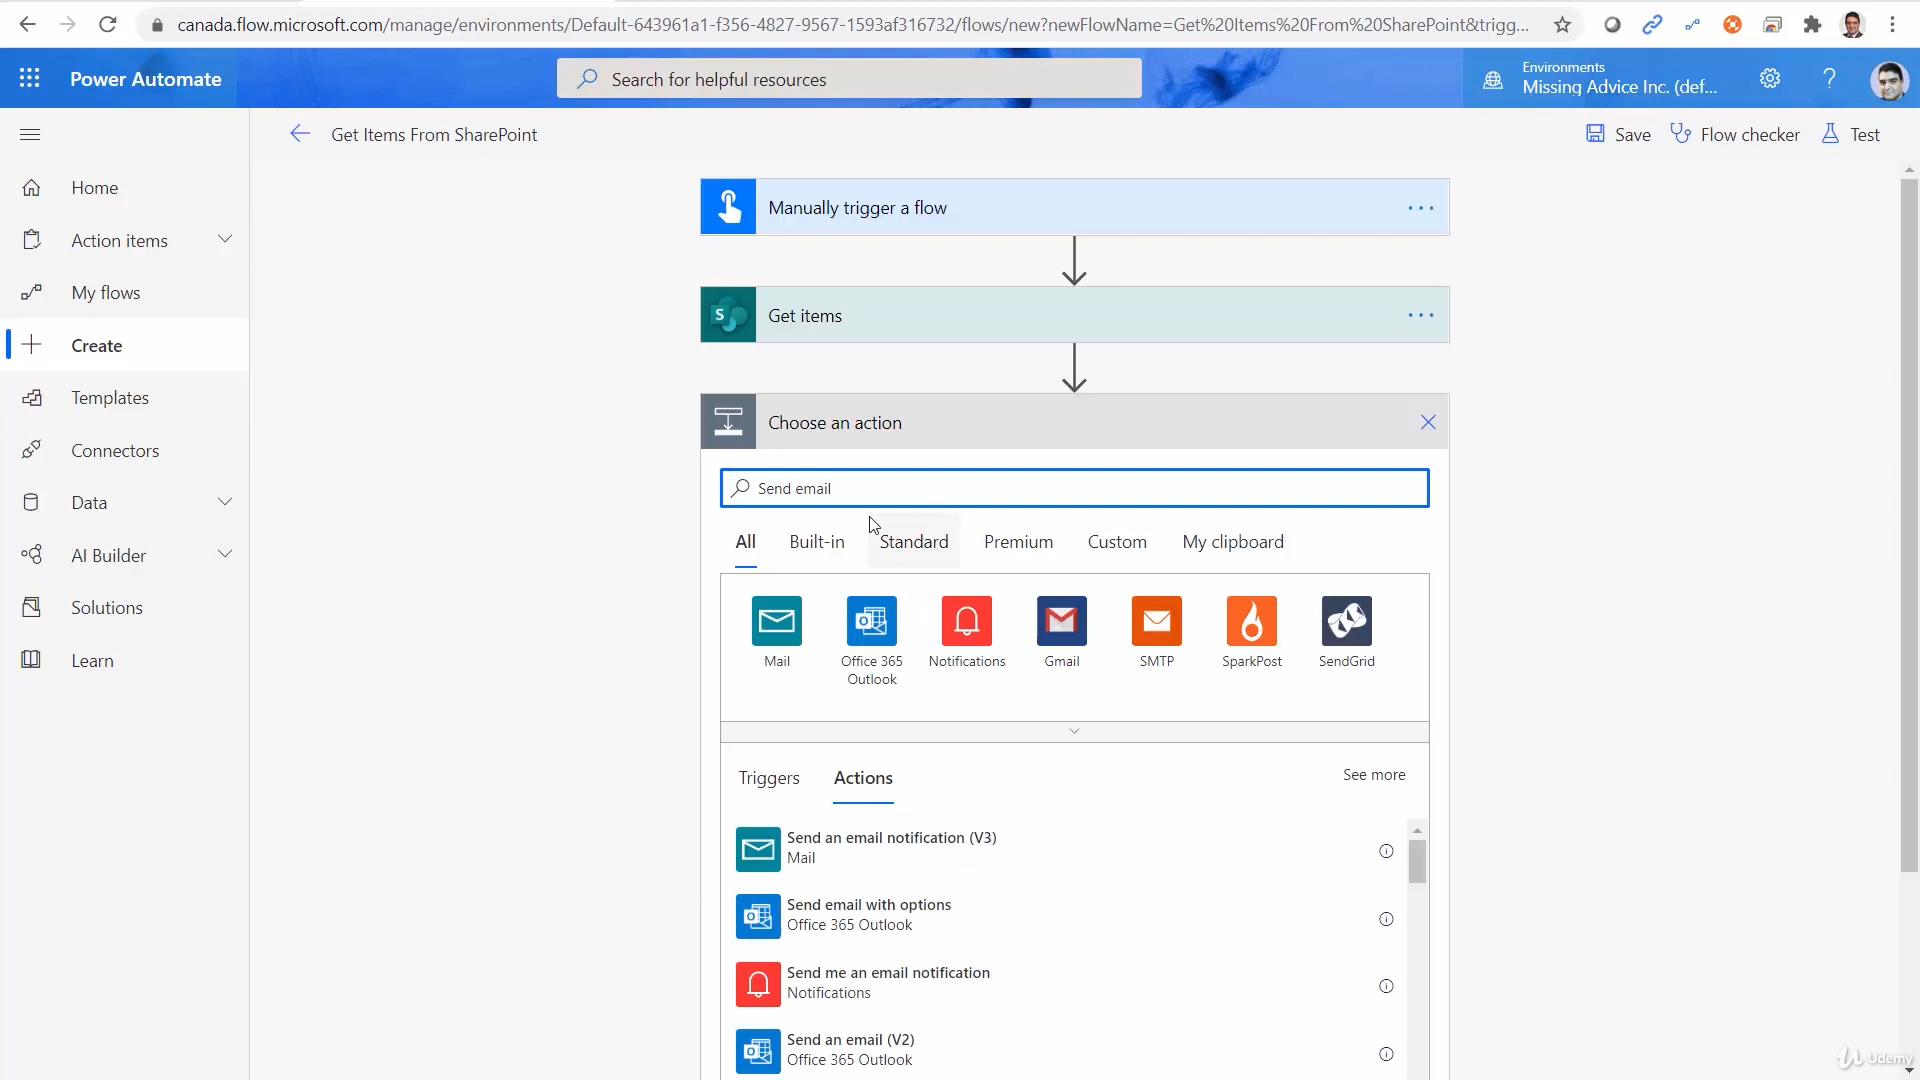 canada.flow.microsoft.com/manage/environments/Default-643961a1-f356-4827-9567-1593af316732/flows/new?newFlowName=Get%20Items%20From%20SharePoint&trigg...
Power Automate
Search for helpful resources
Environments
Missing Advice Inc. (def...
?
Get Items From SharePoint
Save
Flow checker
Test
Home
Action items
My flows
Create
Templates
Connectors
Data
AI Builder
Solutions
Learn
Manually trigger a flow
S
Get items
Choose an action
Send email
All
Built-in
Standard
Premium
Custom
My clipboard
Mail
Office 365
Outlook
Notifications
Gmail
SMTP
SparkPost
SendGrid
Triggers
Actions
See more
Send an email notification (V3)
Mail
Send email with options
Office 365 Outlook
Send me an email notification
Notifications
Send an email (V2)
Office 365 Outlook
Udemy